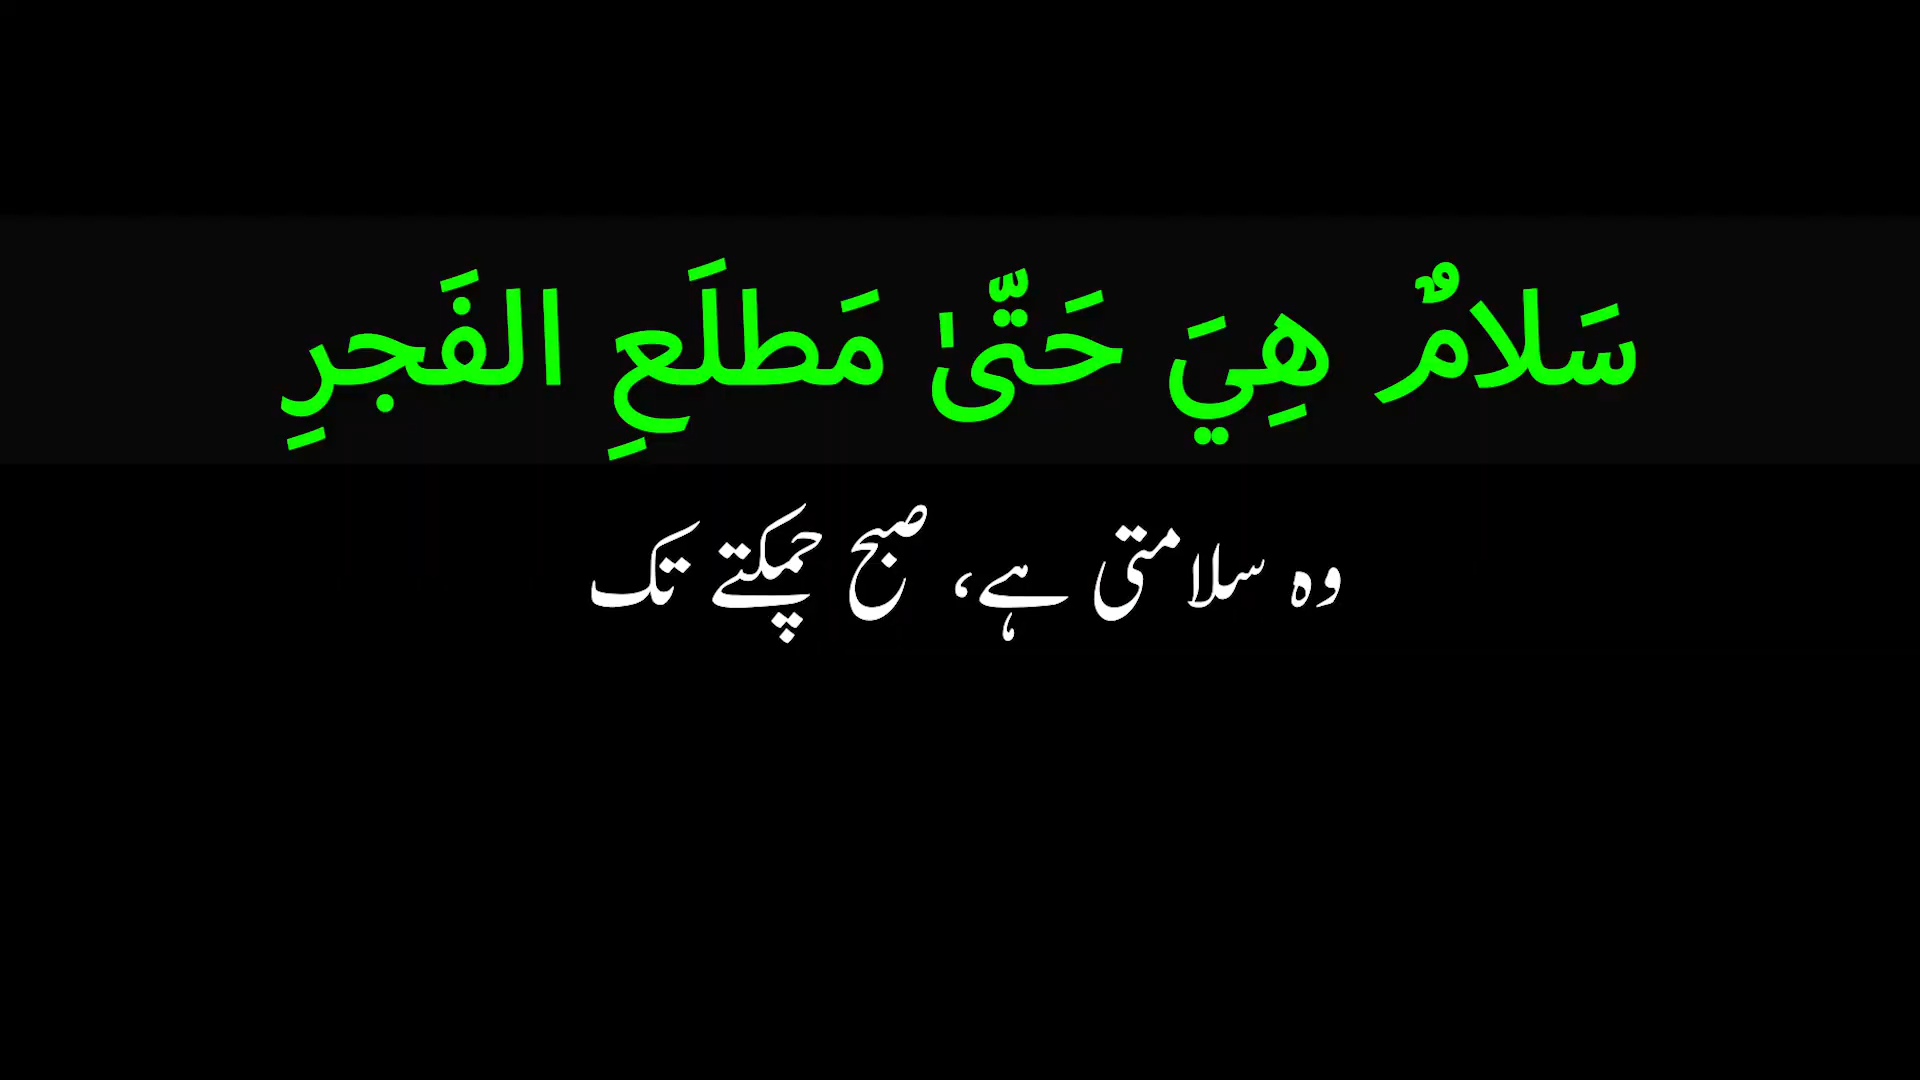 سَلامٌ هِيَ حَتّىٰ مَطلَعِ الفَجرِ
وہ سلامتی ہے، صبح چمکتے تک